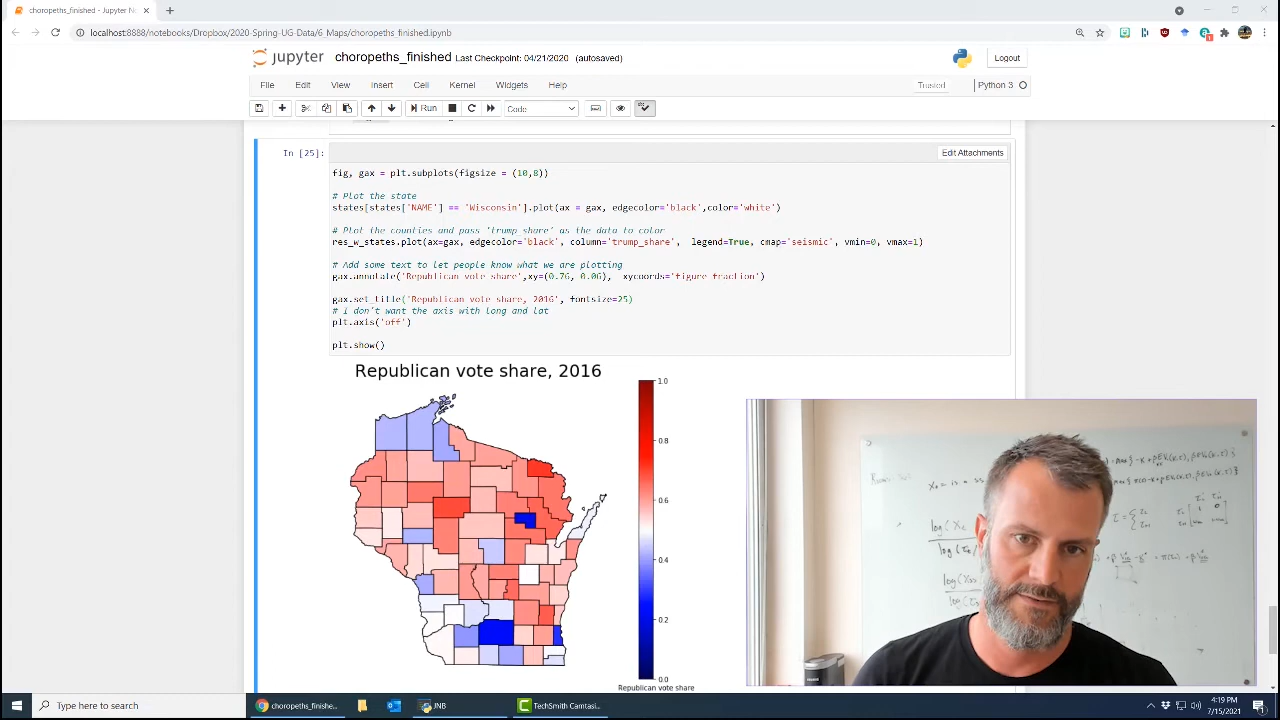 choropeths_finished - Jupyter N
localhost:8888/notebooks/Dropbox/2020-Spring-UG-Data/6_Maps/choropeths_finished.ipynb
jupyter choropeths_finished Last Checkpoint: 04/21/2020 (autosaved)
Logout
File Edit View Insert Cell Kernel Widgets Help
Trusted
Python 3
Run
Code
In [25]:
Edit Attachments
fig, gax = plt.subplots(figsize = (10,8))
# Plot the state
states[states['NAME'] == 'Wisconsin'].plot(ax = gax, edgecolor='black',color='white')
# Plot the counties and pass 'trump_share' as the data to color
res_w_states.plot(ax=gax, edgecolor='black', column='trump_share', legend=True, cmap='seismic', vmin=0, vmax=1)
# Add some text to let people know what we are plotting
gax.annotate('Republican vote share',xy=(0.76, 0.06), xycoords='figure fraction')
gax.set_title('Republican vote share, 2016', fontsize=25)
# I don't want the axis with long and lat
plt.axis('off')
plt.show()
Republican vote share, 2016
1.0
0.8
0.6
0.4
0.2
0.0
Republican vote share
Type here to search
choropeths_finishe...
JNB
TechSmith Camtasi...
4:19 PM
7/15/2021